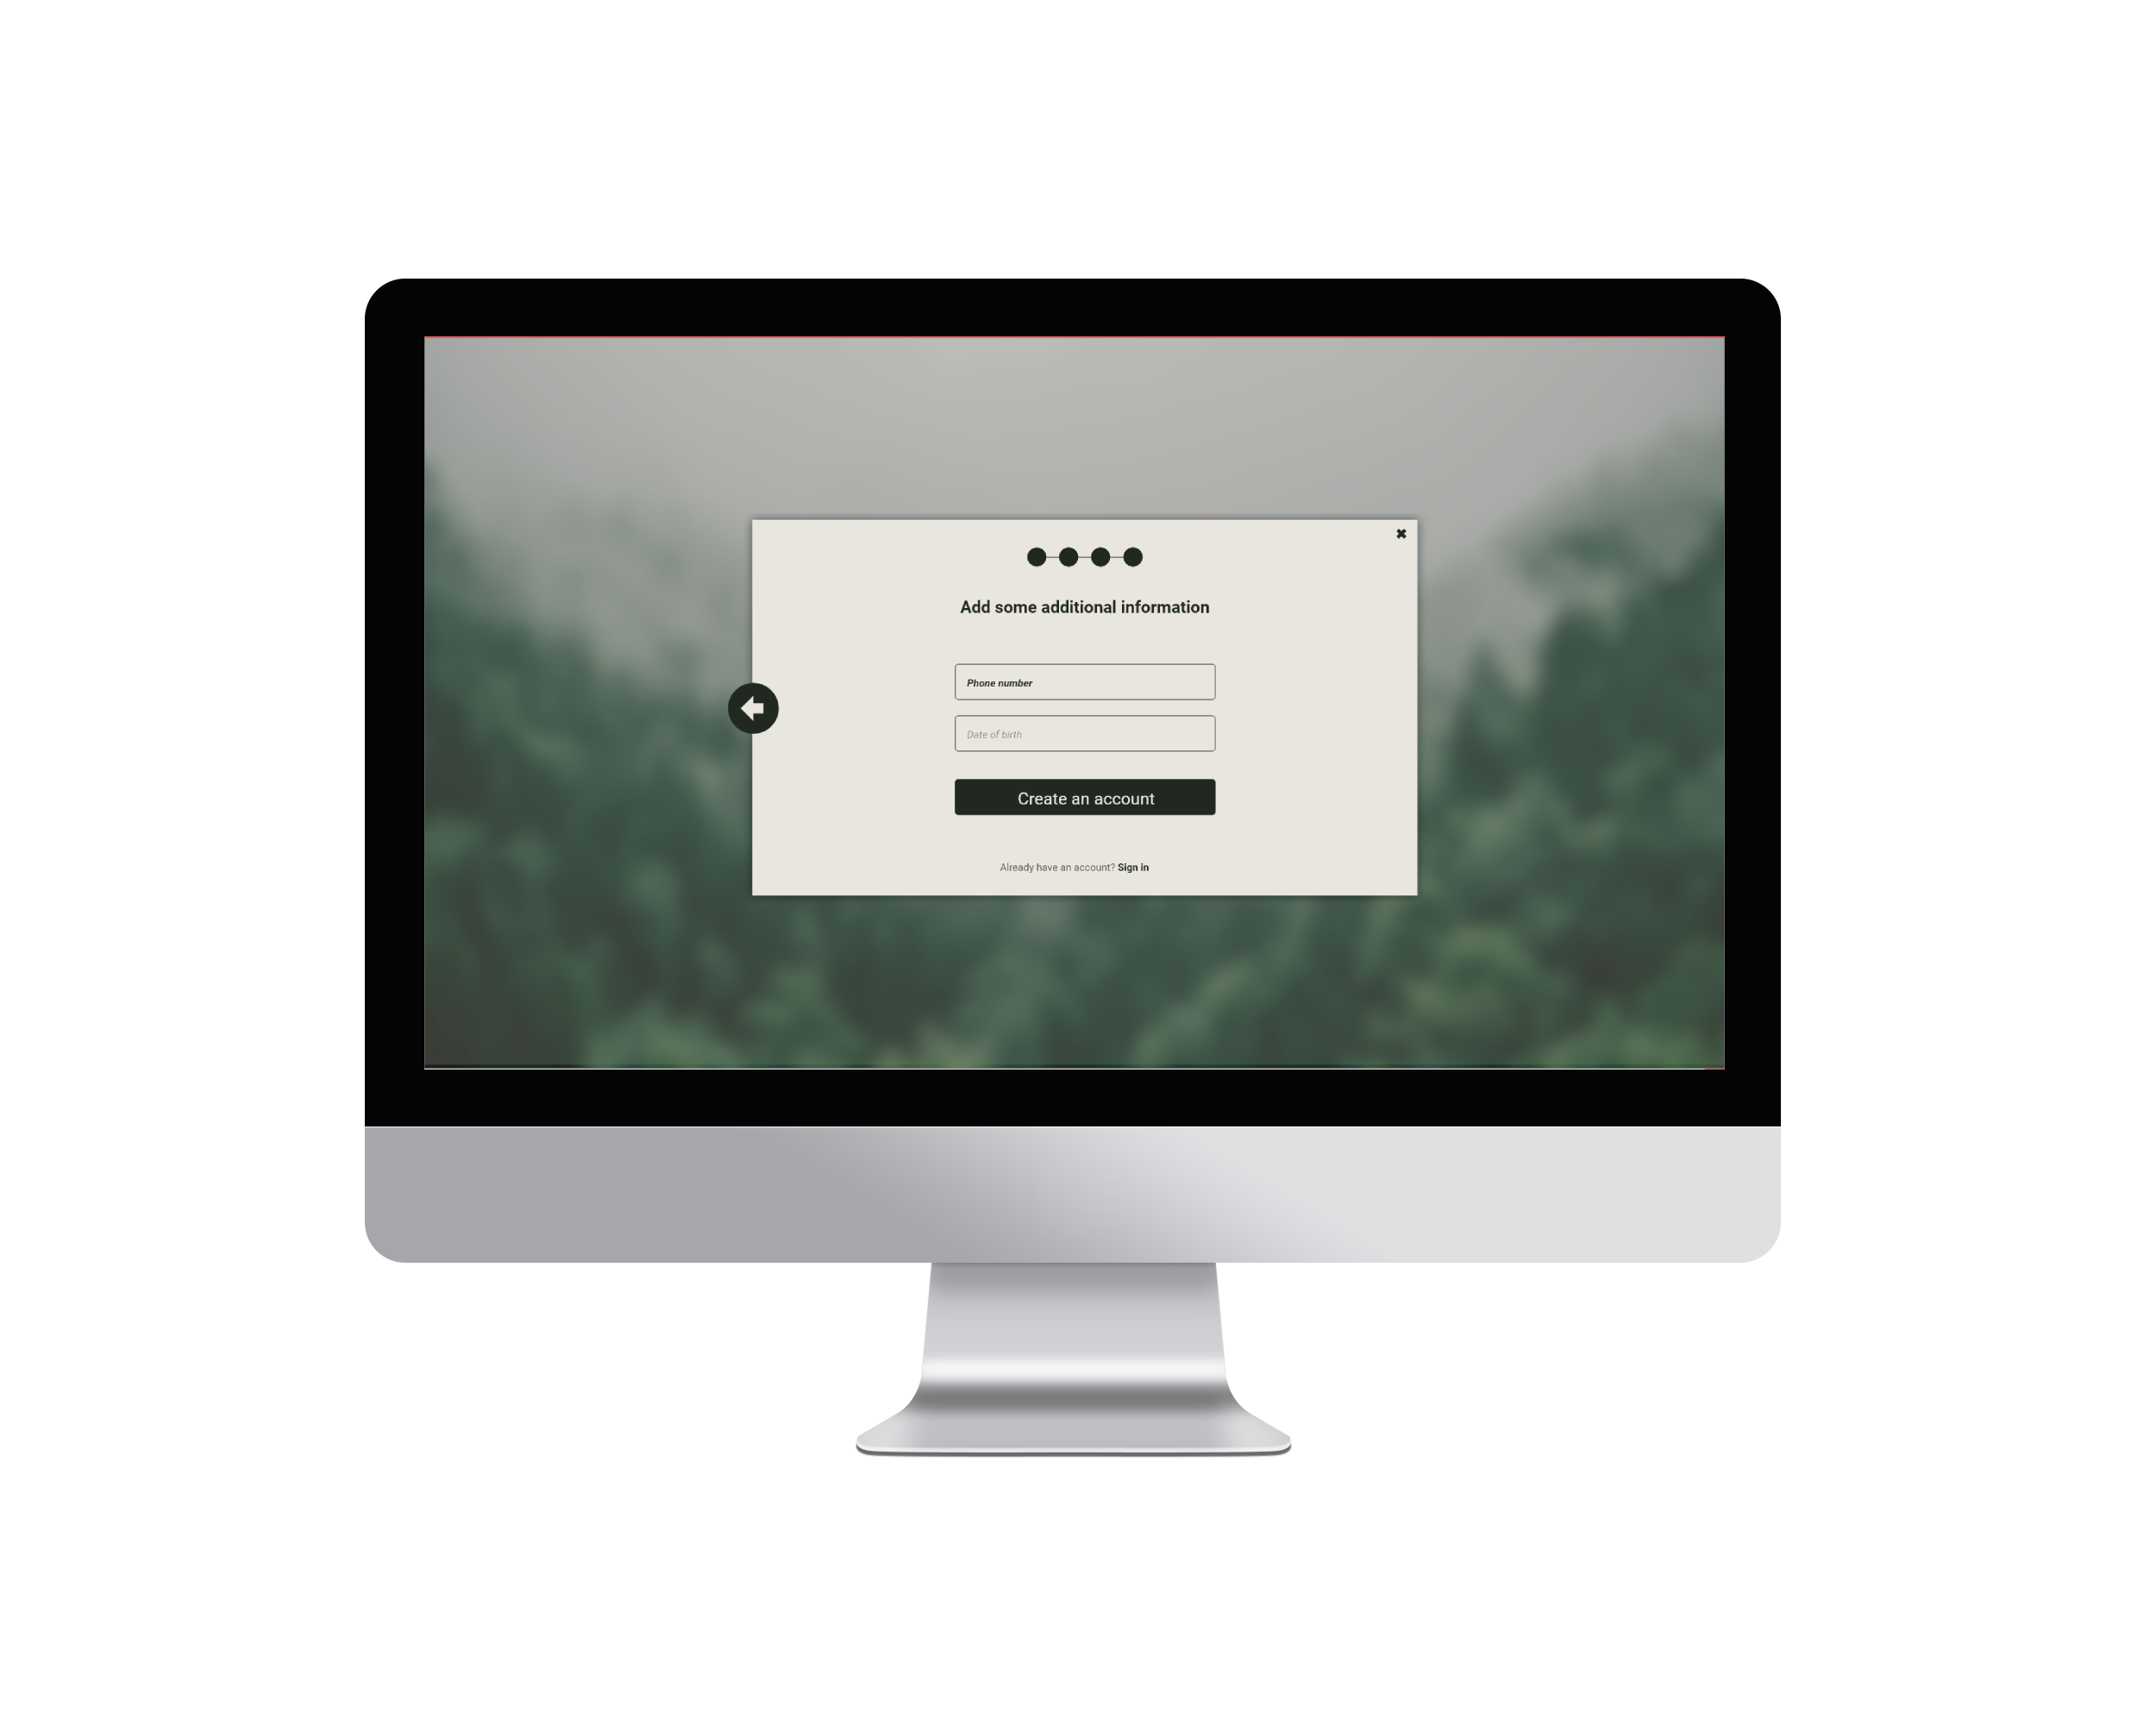 Add some additional information
Phone number
Date of birth
Create an account
Already have an account? Sign in